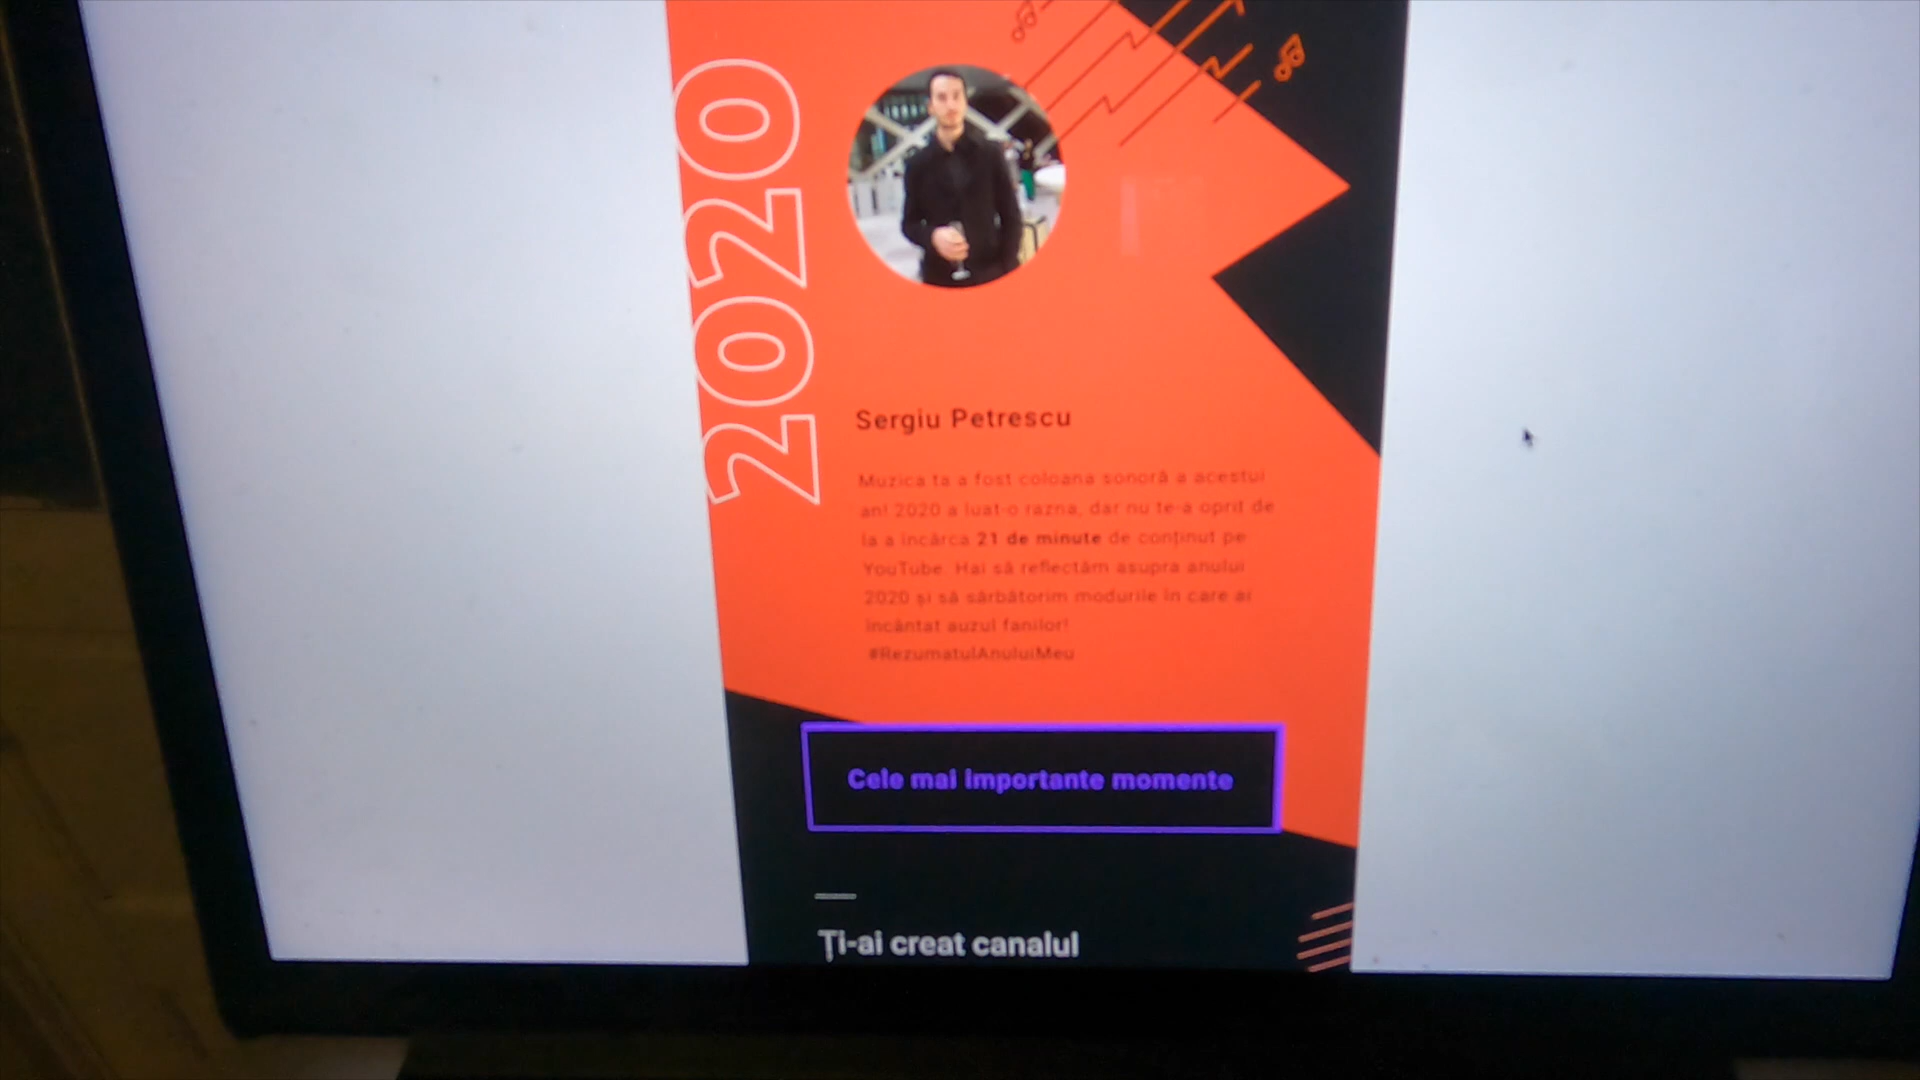 2020
Sergiu Petrescu
Muzica ta a fost coloana sonoră a acestui
an! 2020 a luat-o razna, dar nu te-a oprit de
la a încărca 21 de minute de conținut pe
YouTube. Hai să reflectăm asupra anului
2020 și să sărbătorim modurile în care ai
încântat auzul fanilor!
#RezumatulAnuluiMeu
Cele mai importante momente
Ți-ai creat canalul